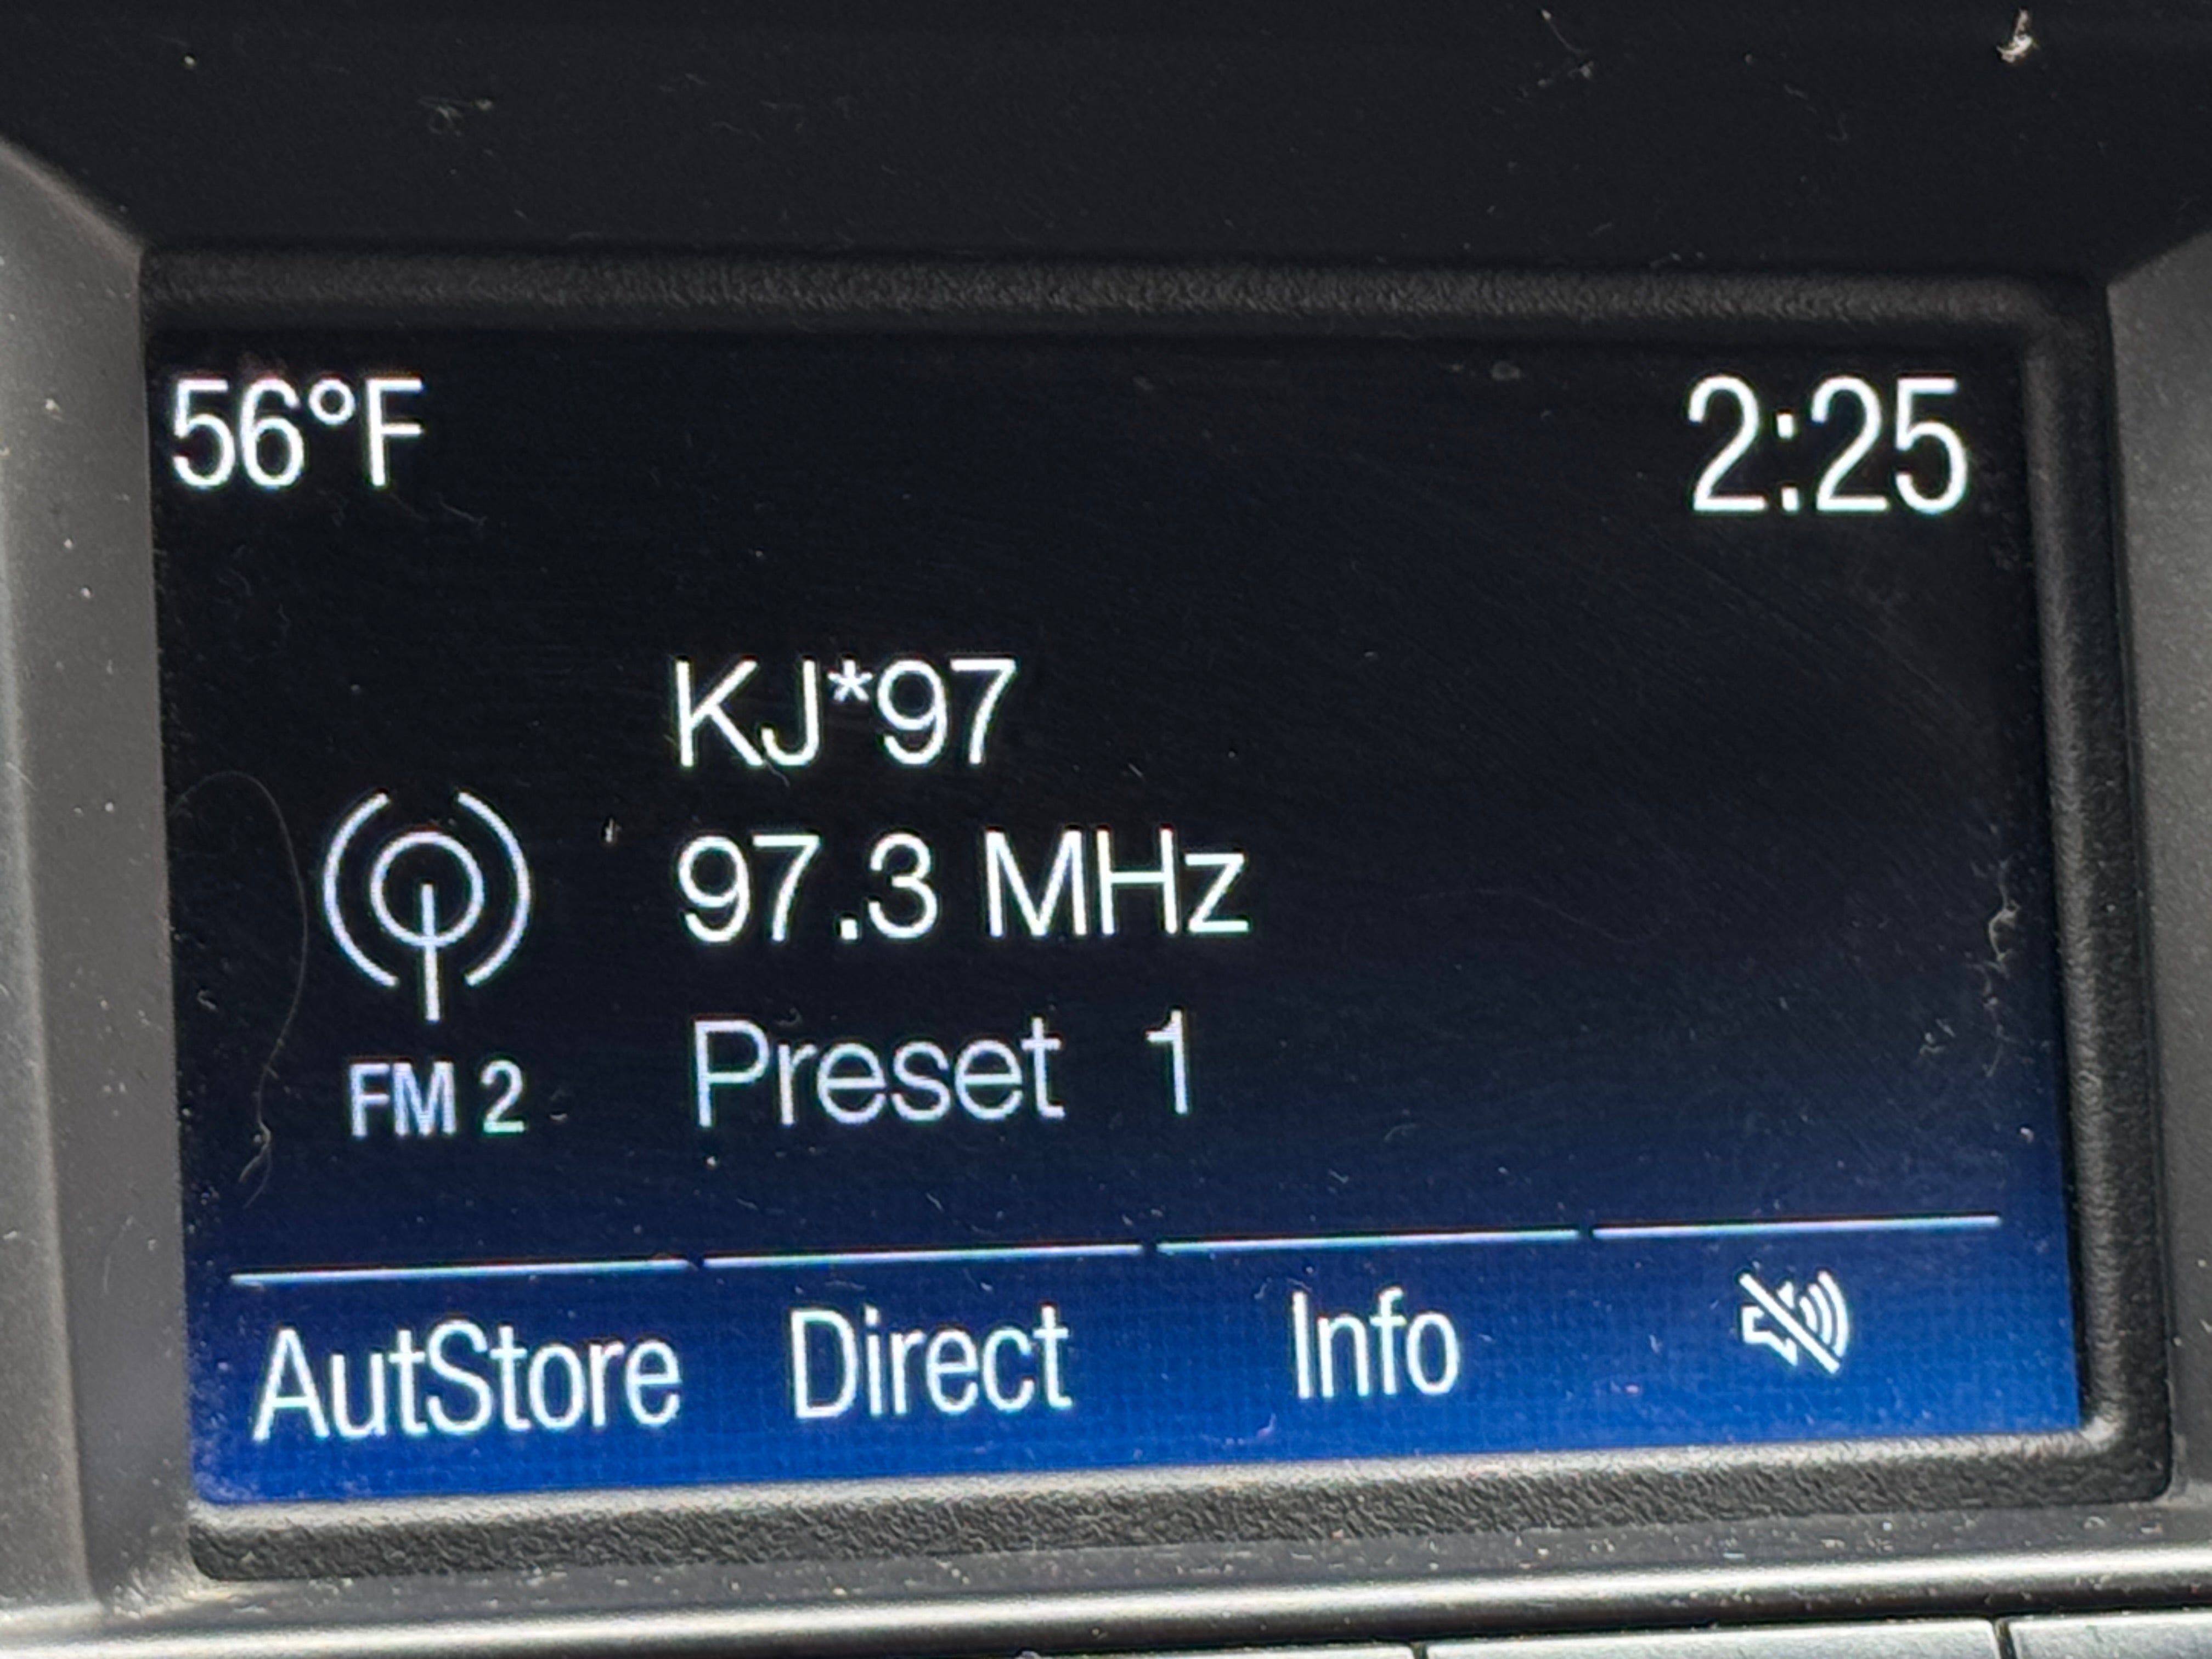 56°F 2:25
KJ*97
97.3 MHz
FM 2 Preset 1
AutStore Direct Info